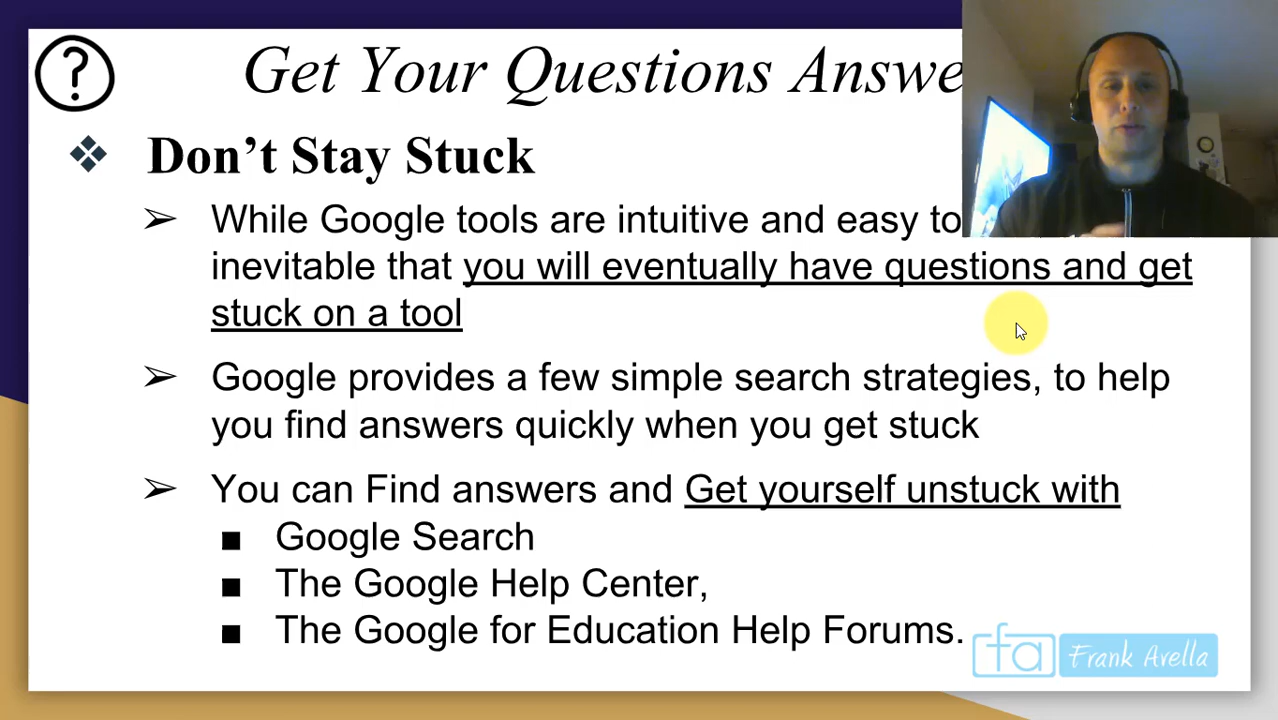 ?
Get Your Questions Answe
Don’t Stay Stuck
While Google tools are intuitive and easy to
inevitable that you will eventually have questions and get
stuck on a tool
Google provides a few simple search strategies, to help
you find answers quickly when you get stuck
You can Find answers and Get yourself unstuck with
Google Search
The Google Help Center,
The Google for Education Help Forums.
fa Frank Avella